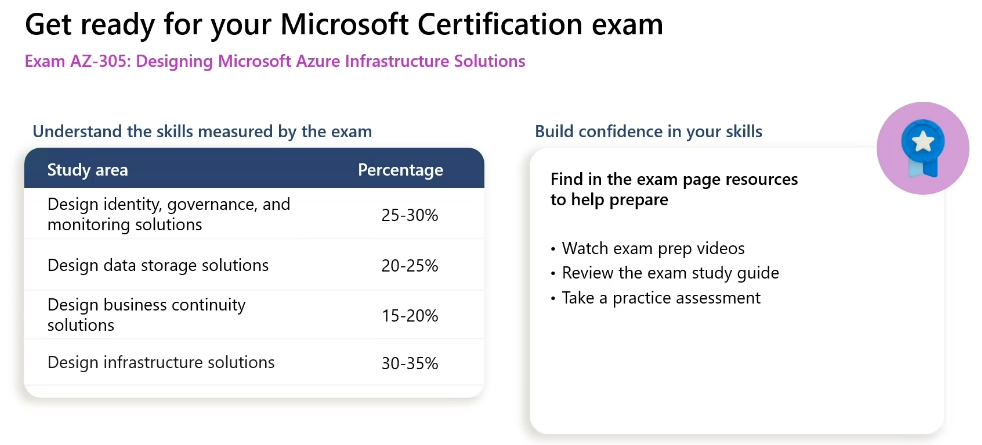 Get ready for your Microsoft Certification exam
Exam AZ-305: Designing Microsoft Azure Infrastructure Solutions
Understand the skills measured by the exam
Study area Percentage
Design identity, governance, and
monitoring solutions
25-30%
Design data storage solutions 20-25%
Design business continuity
solutions
15-20%
Design infrastructure solutions 30-35%
Build confidence in your skills
Find in the exam page resources
to help prepare
• Watch exam prep videos
• Review the exam study guide
• Take a practice assessment